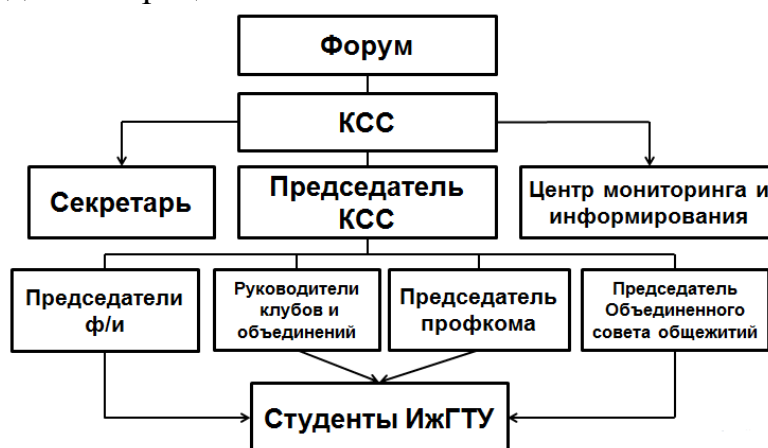 Форум
КСС
Секретарь
Председатель
КСС
Центр мониторинга и
информирования
Председатели
ф/и
Руководители
клубов и
объединений
Председатель
профкома
Председатель
Объединенного
совета общежитий
Студенты ИжГТУ